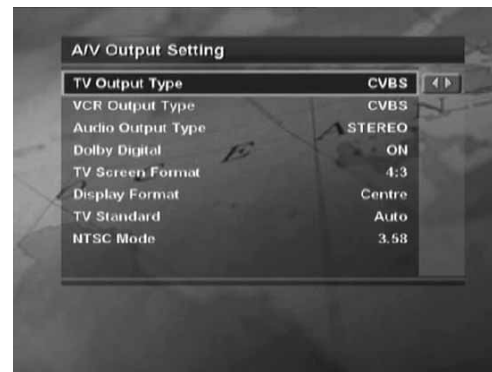 A/V Output Setting
TV Output Type CVBS
VCR Output Type CVBS
Audio Output Type STEREO
Dolby Digital ON
TV Screen Format 4:3
Display Format Centre
TV Standard Auto
NTSC Mode 3.58